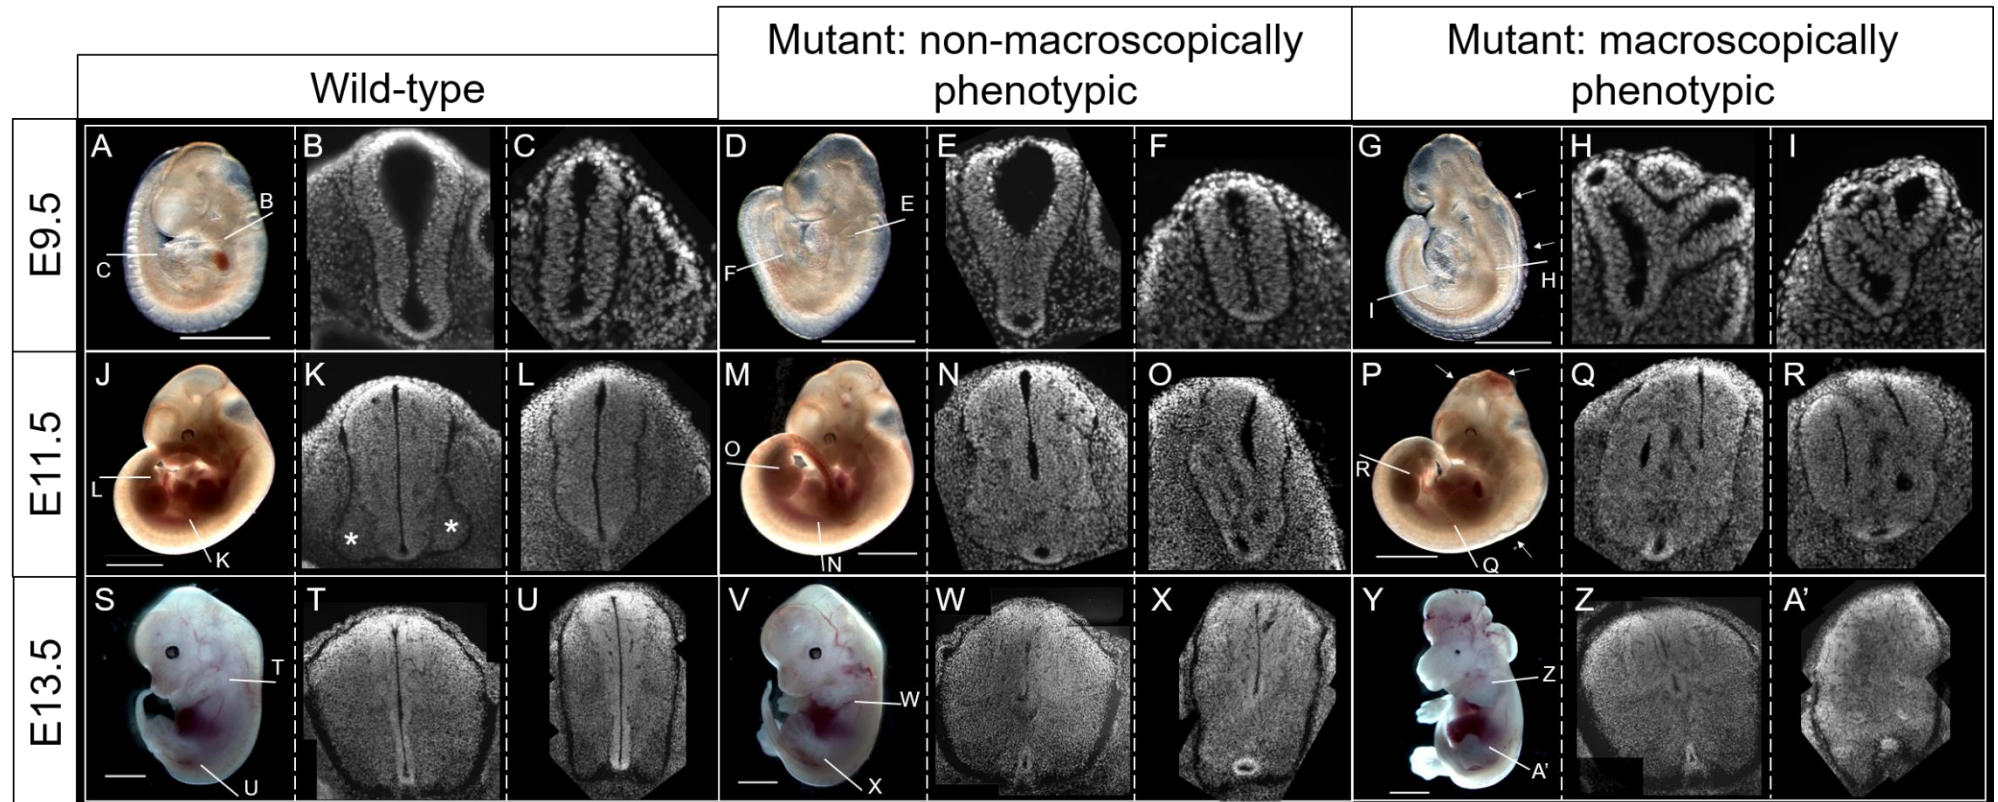 Wild-type
Mutant: non-macroscopically
phenotypic
Mutant: macroscopically
phenotypic
E9.5
A B C
B C
D E F
E F
G H I
H I
E11.5
J K L
L K
* *
M N O
O N
P Q R
R Q
E13.5
S T U
T U
V W X
W X
Y Z A'
Z A'